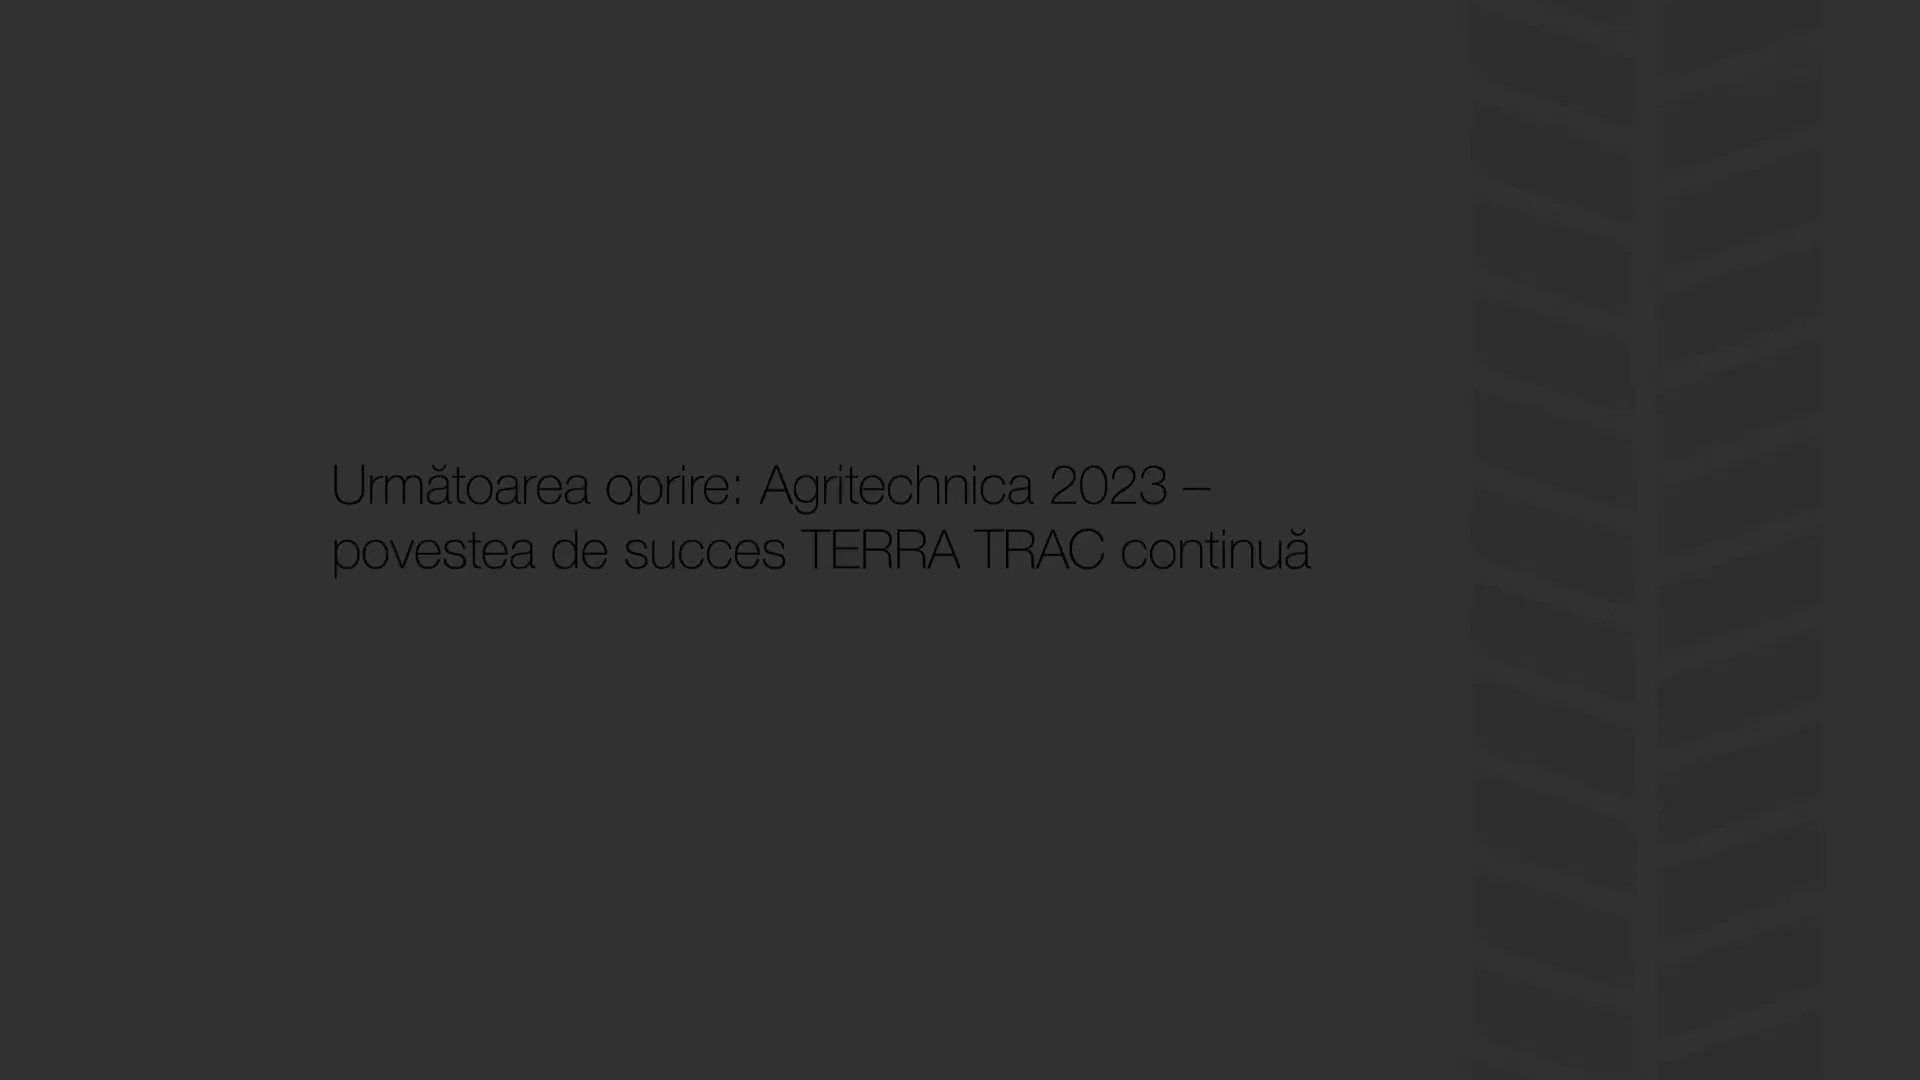 Următoarea oprire: Agritechnica 2023 –
povestea de succes TERRA TRAC continuă